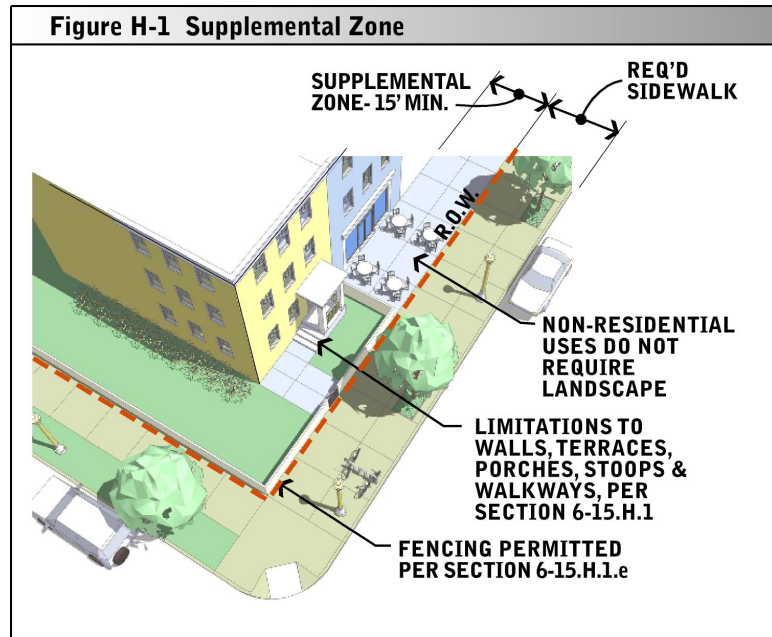 Figure H-1 Supplemental Zone
SUPPLEMENTAL
ZONE- 15' MIN.
REQ'D
SIDEWALK
R.O.W.
NON-RESIDENTIAL
USES DO NOT
REQUIRE
LANDSCAPE
LIMITATIONS TO
WALLS, TERRACES,
PORCHES, STOOPS &
WALKWAYS, PER
SECTION 6-15.H.1
FENCING PERMITTED
PER SECTION 6-15.H.1.e